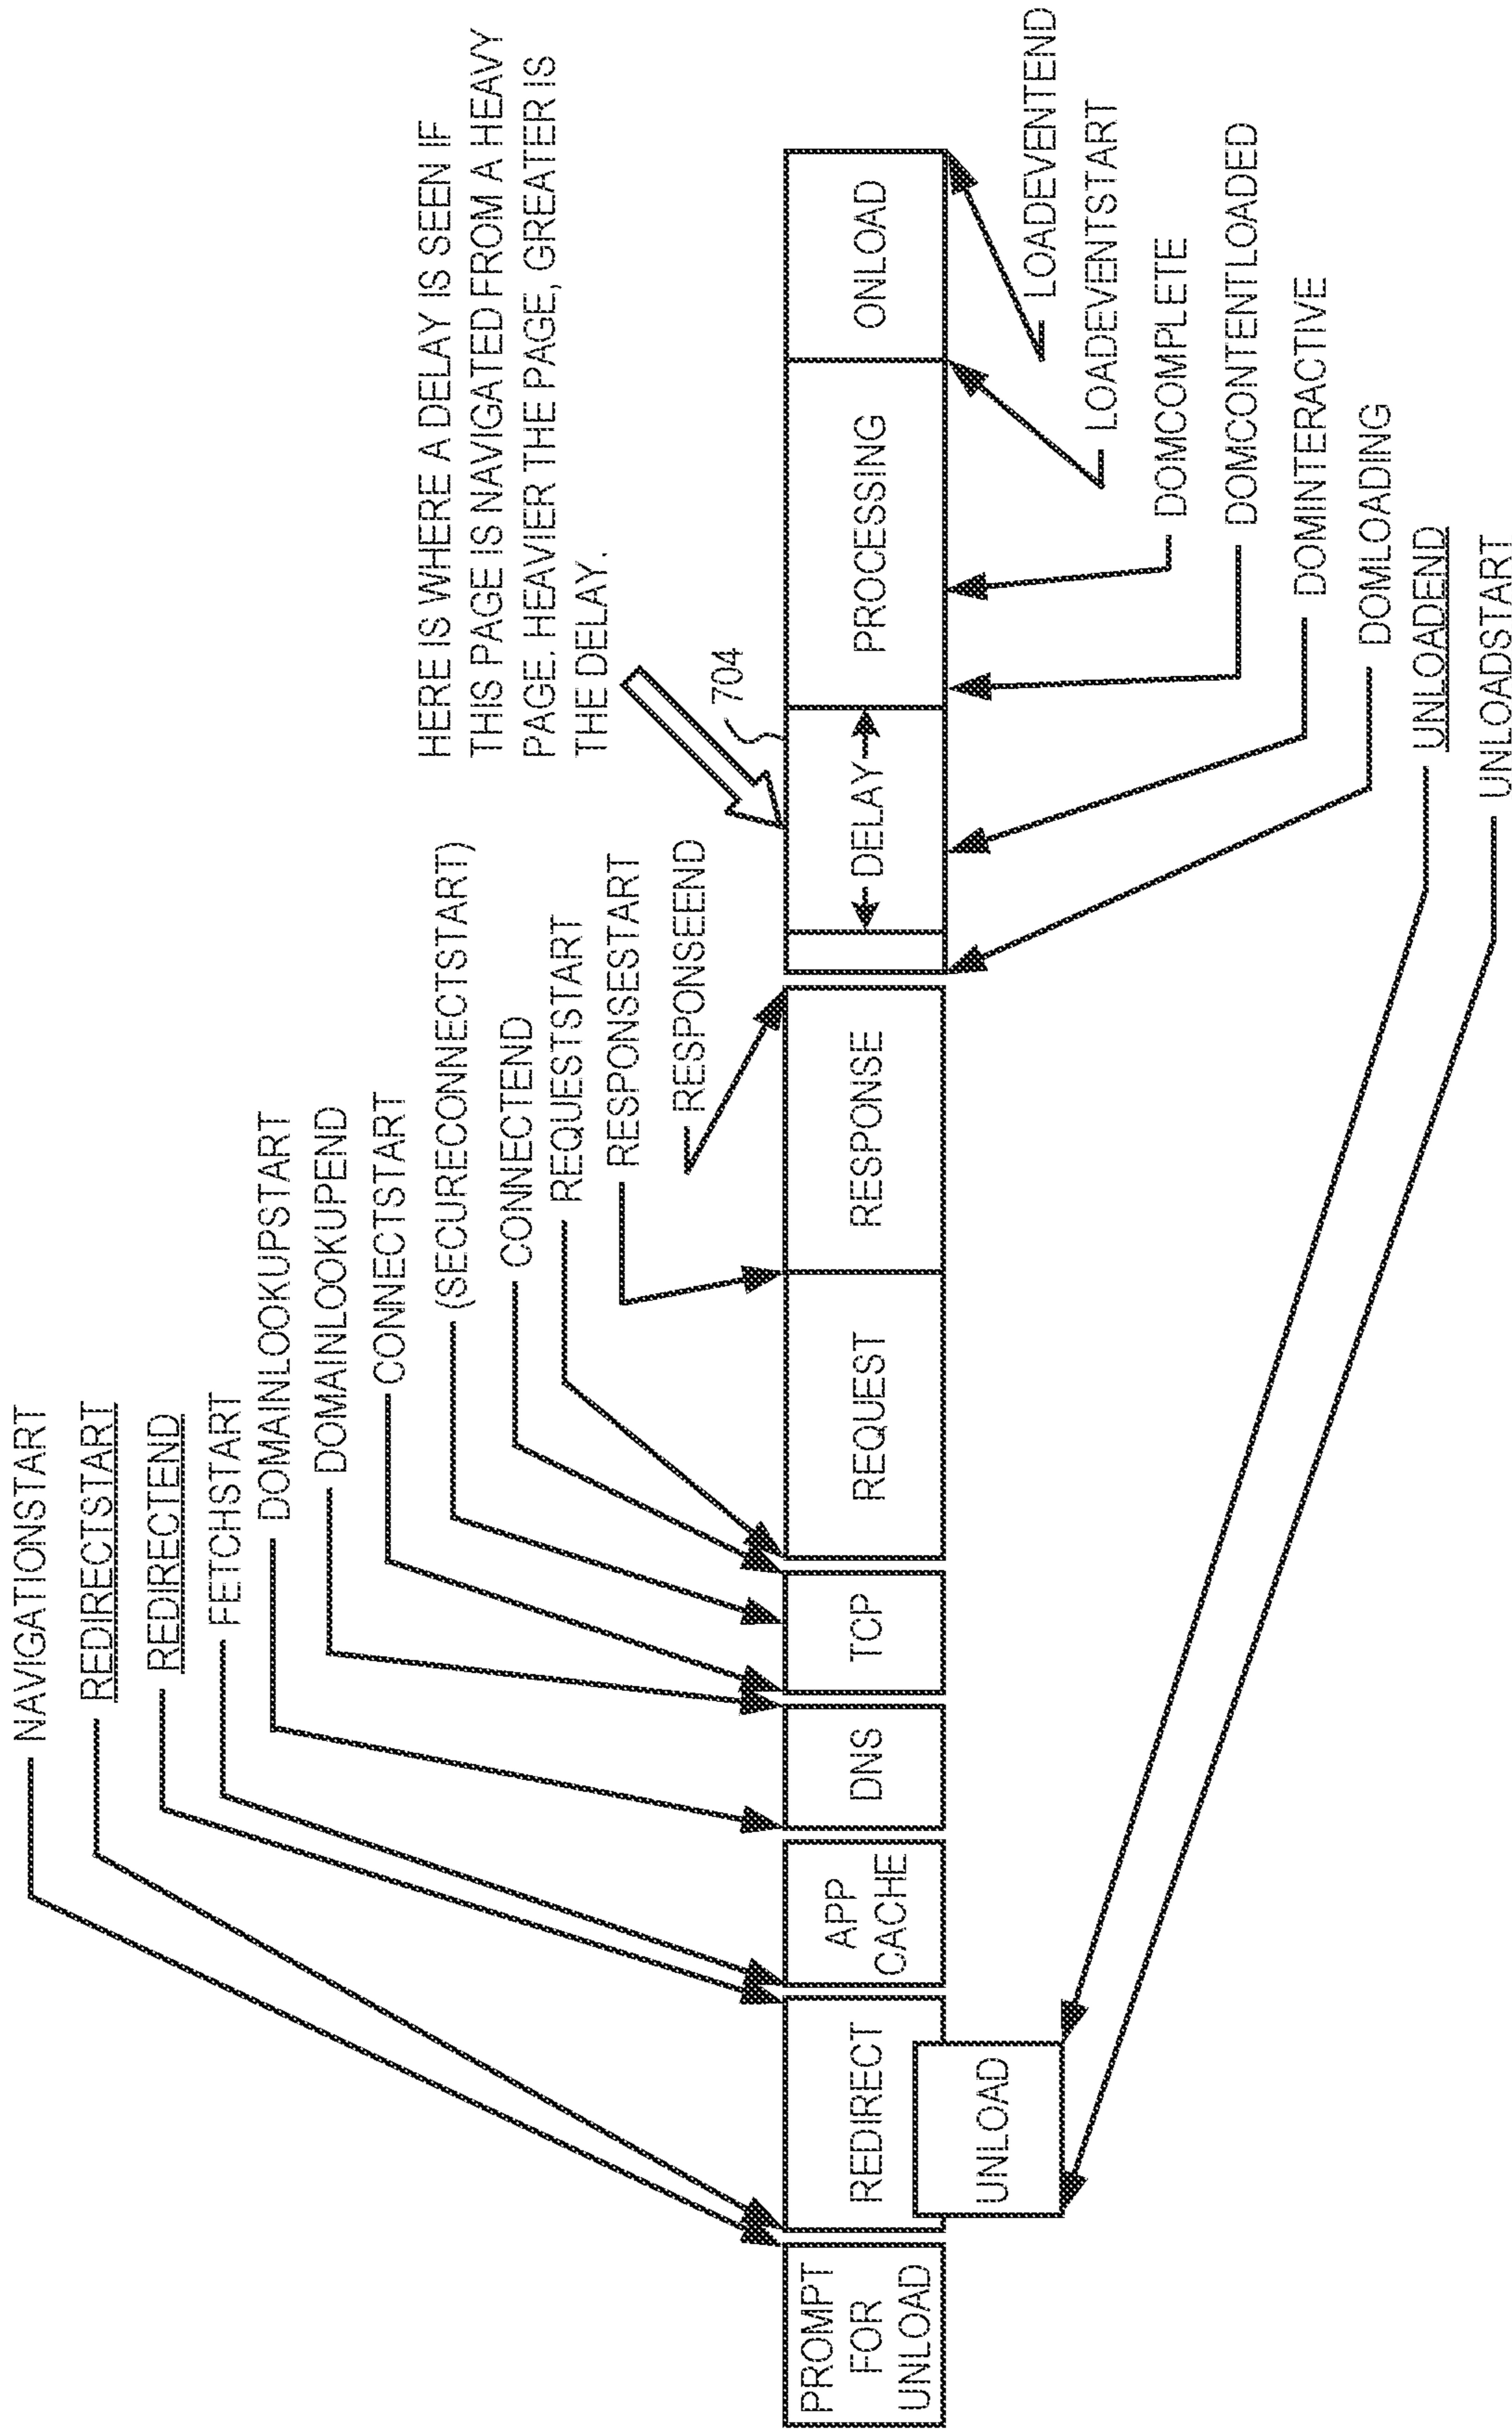 NAVIGATIONSTART
REDIRECTSTART
REDIRECTEND
FETCHSTART
DOMAINLOOKUPSTART
DOMAINLOOKUPEND
CONNECTSTART
(SECURECONNECTSTART)
CONNECTEND
REQUESTSTART
RESPONSESTART
RESPONSEEND
HERE IS WHERE A DELAY IS SEEN IF
THIS PAGE IS NAVIGATED FROM A HEAVY
PAGE. HEAVIER THE PAGE, GREATER IS
THE DELAY.
704
PROMPT
FOR
UNLOAD
REDIRECT
UNLOAD
APP
CACHE
DNS
TCP
REQUEST
RESPONSE
DELAY
PROCESSING
ONLOAD
LOADEVENTEND
LOADEVENTSTART
DOMCOMPLETE
DOMCONTENTLOADED
DOMINTERACTIVE
DOMLOADING
UNLOADEND
UNLOADSTART